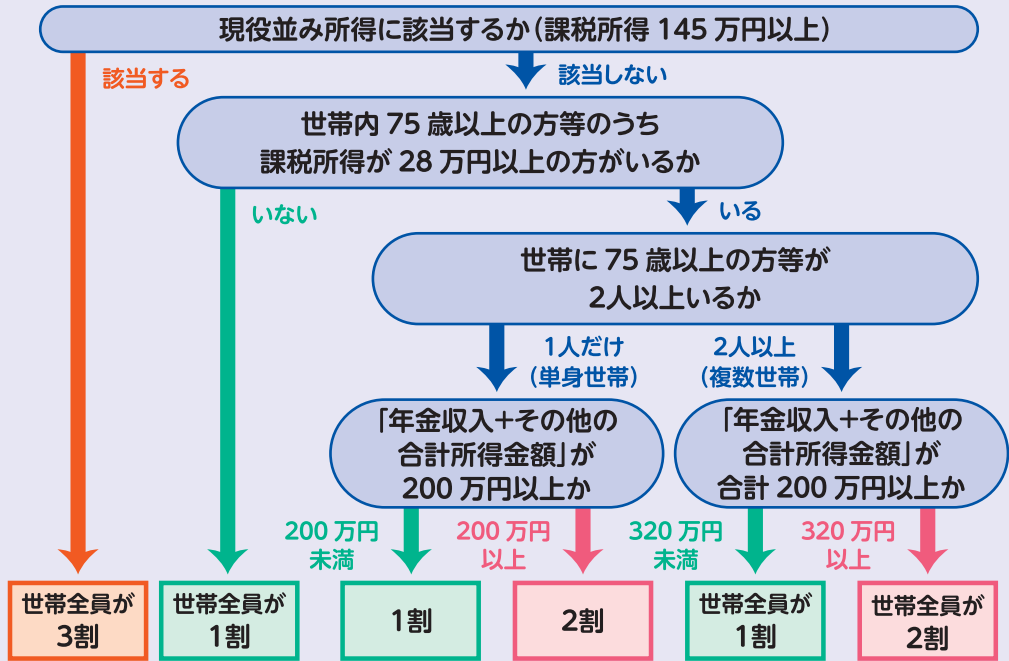 現役並み所得に該当するか(課税所得 145 万円以上)
該当する
該当しない
世帯内 75 歳以上の方等のうち
課税所得が 28 万円以上の方がいるか
いない
いる
世帯に 75 歳以上の方等が
2人以上いるか
1人だけ
(単身世帯)
2人以上
(複数世帯)
「年金収入+その他の
合計所得金額」が
200 万円以上か
「年金収入+その他の
合計所得金額」が
合計 200 万円以上か
200 万円
未満
200 万円
以上
320 万円
未満
320 万円
以上
世帯全員が
3割
世帯全員が
1割
1割
2割
世帯全員が
1割
世帯全員が
2割